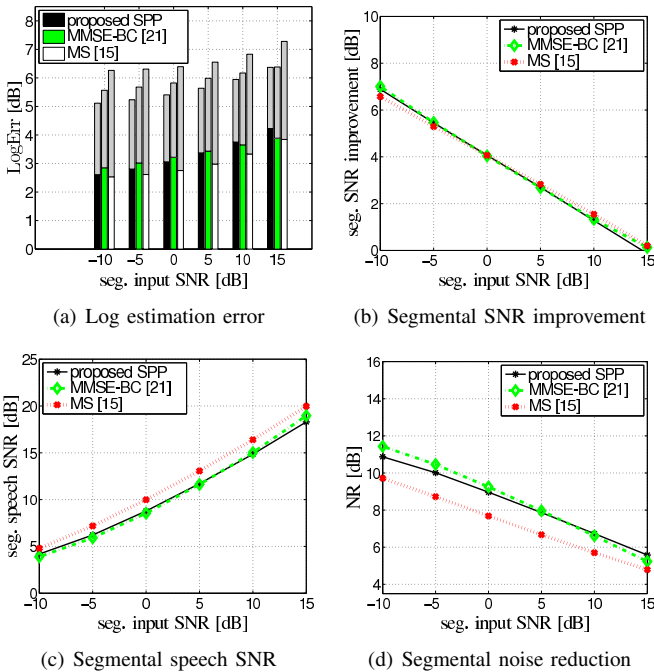 proposed SPP
MMSE-BC [21]
MS [15]
LogErr [dB]
8
7
6
5
4
3
2
1
0
−10 −5 0 5 10 15
seg. input SNR [dB]
(a) Log estimation error
proposed SPP
MMSE-BC [21]
MS [15]
seg. SNR improvement [dB]
10
8
6
4
2
0
−10 −5 0 5 10 15
seg. input SNR [dB]
(b) Segmental SNR improvement
proposed SPP
MMSE-BC [21]
MS [15]
seg. speech SNR [dB]
25
20
15
10
5
0
−10 −5 0 5 10 15
seg. input SNR [dB]
(c) Segmental speech SNR
proposed SPP
MMSE-BC [21]
MS [15]
NR [dB]
16
14
12
10
8
6
4
−10 −5 0 5 10 15
seg. input SNR [dB]
(d) Segmental noise reduction